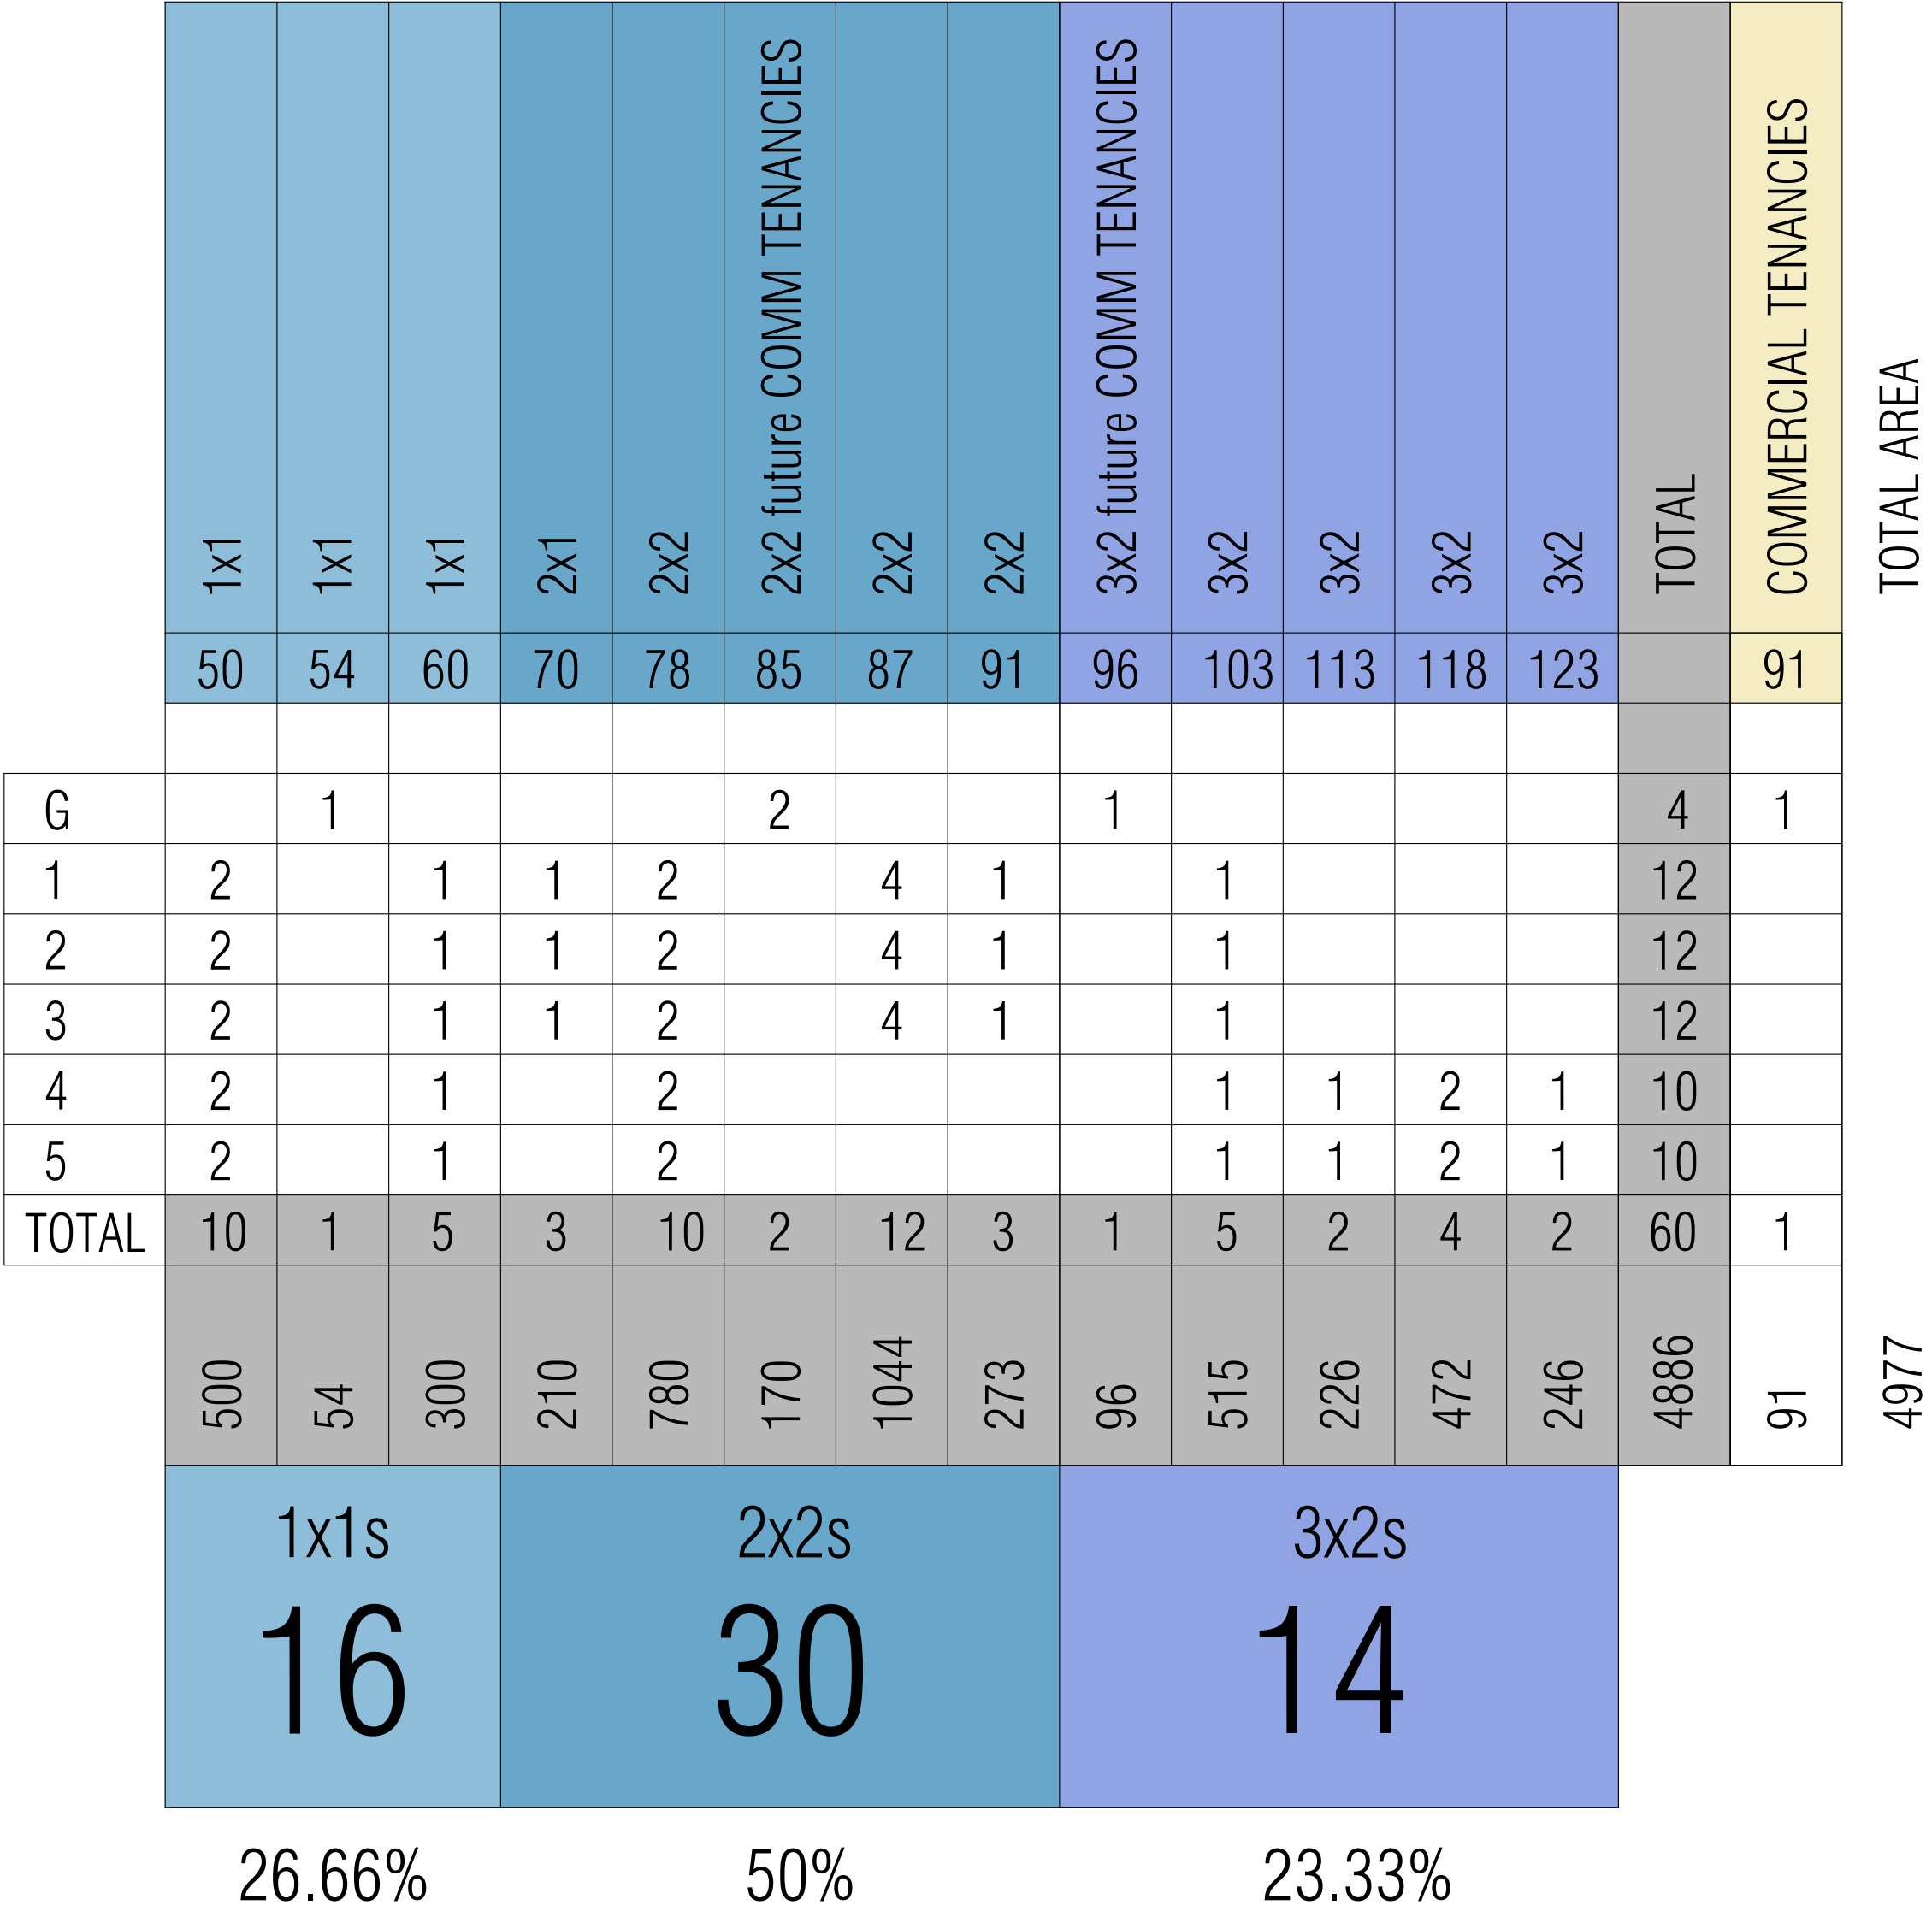 1x1 1x1 1x1 2x1 2x2 2x2 future COMM TENANCIES 2x2 2x2 3x2 future COMM TENANCIES 3x2 3x2 3x2 3x2 TOTAL COMMERCIAL TENANCIES TOTAL AREA
50 54 60 70 78 85 87 91 96 103 113 118 123 91
G 1 2 1 4 1
1 2 1 1 2 4 1 1 12
2 2 1 1 2 4 1 1 12
3 2 1 1 2 4 1 1 12
4 2 1 2 1 1 2 1 10
5 2 1 2 1 1 2 1 10
TOTAL 10 1 5 3 10 2 12 3 1 5 2 4 2 60 1
500 54 300 210 780 170 1044 273 96 515 226 472 246 4886 91 4977
1x1s 2x2s 3x2s
16 30 14
26.66% 50% 23.33%